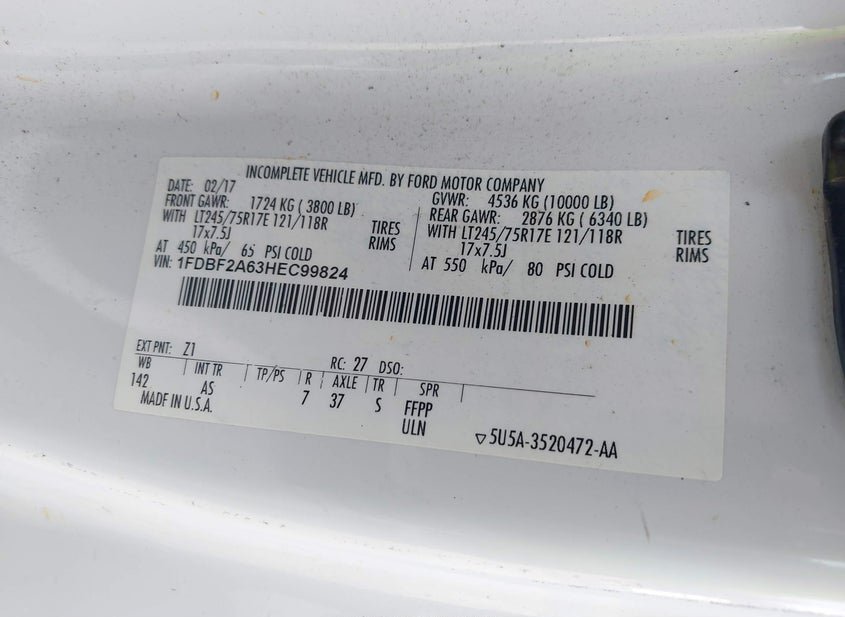 INCOMPLETE VEHICLE MFD. BY FORD MOTOR COMPANY
DATE: 02/17 GVWR: 4536 KG (10000 LB)
FRONT GAWR: 1724 KG ( 3800 LB) REAR GAWR: 2876 KG ( 6340 LB)
WITH LT245/75R17E 121/118R TIRES WITH LT245/75R17E 121/118R TIRES
17x7.5J RIMS 17x7.5J RIMS
AT 450 kPa/ 65 PSI COLD AT 550 kPa/ 80 PSI COLD
VIN: 1FDBF2A63HEC99824
EXT PNT: Z1 RC: 27 DSO:
WB INT TR TP/PS R AXLE TR SPR
142 AS 7 37 S FFPP
MADE IN U.S.A. ULN
5U5A-3520472-AA